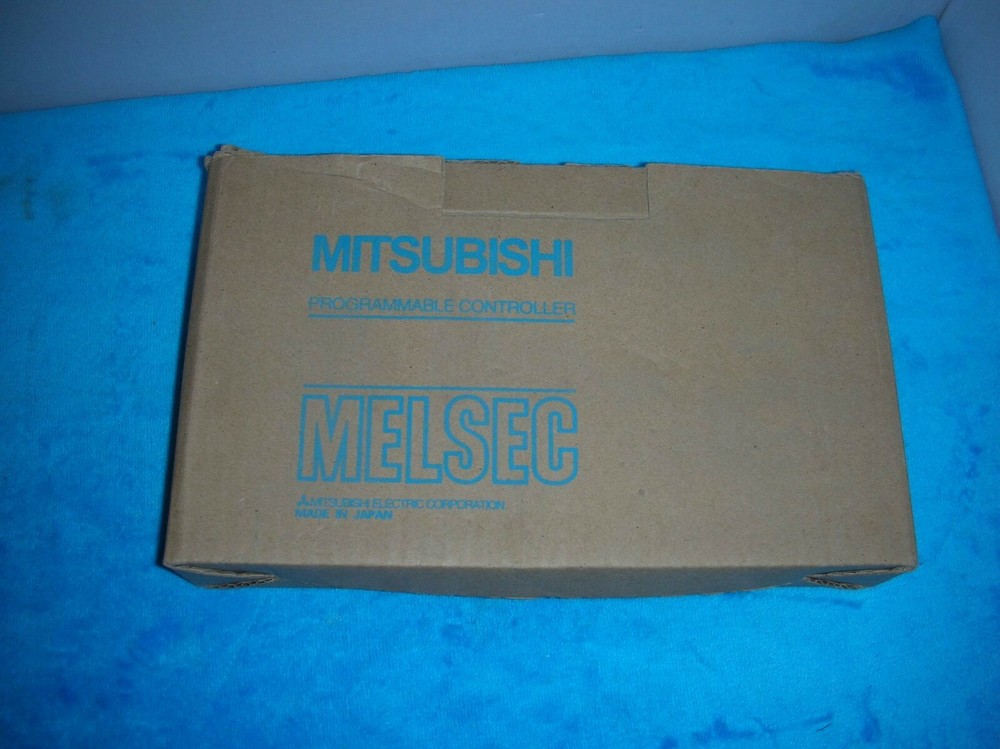 MITSUBISHI
PROGRAMMABLE CONTROLLER
MELSEC
MITSUBISHI ELECTRIC CORPORATION
MADE IN JAPAN